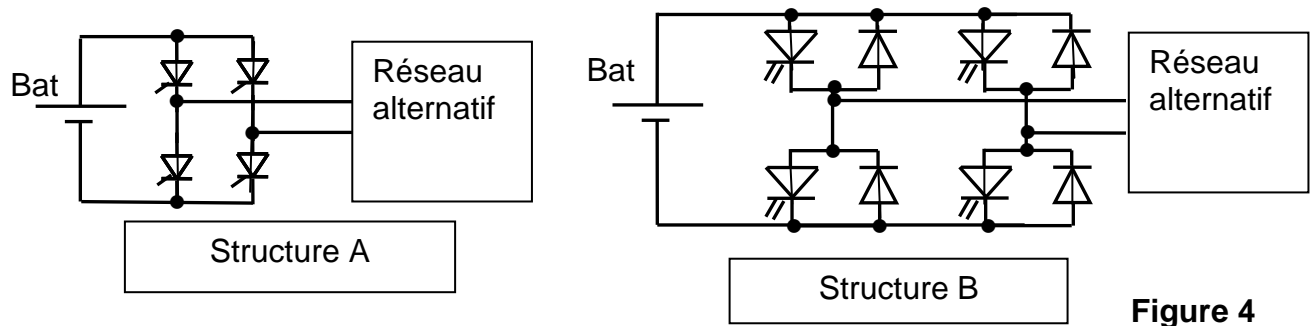 Bat
Réseau
alternatif
Structure A
Bat
Réseau
alternatif
Structure B
Figure 4